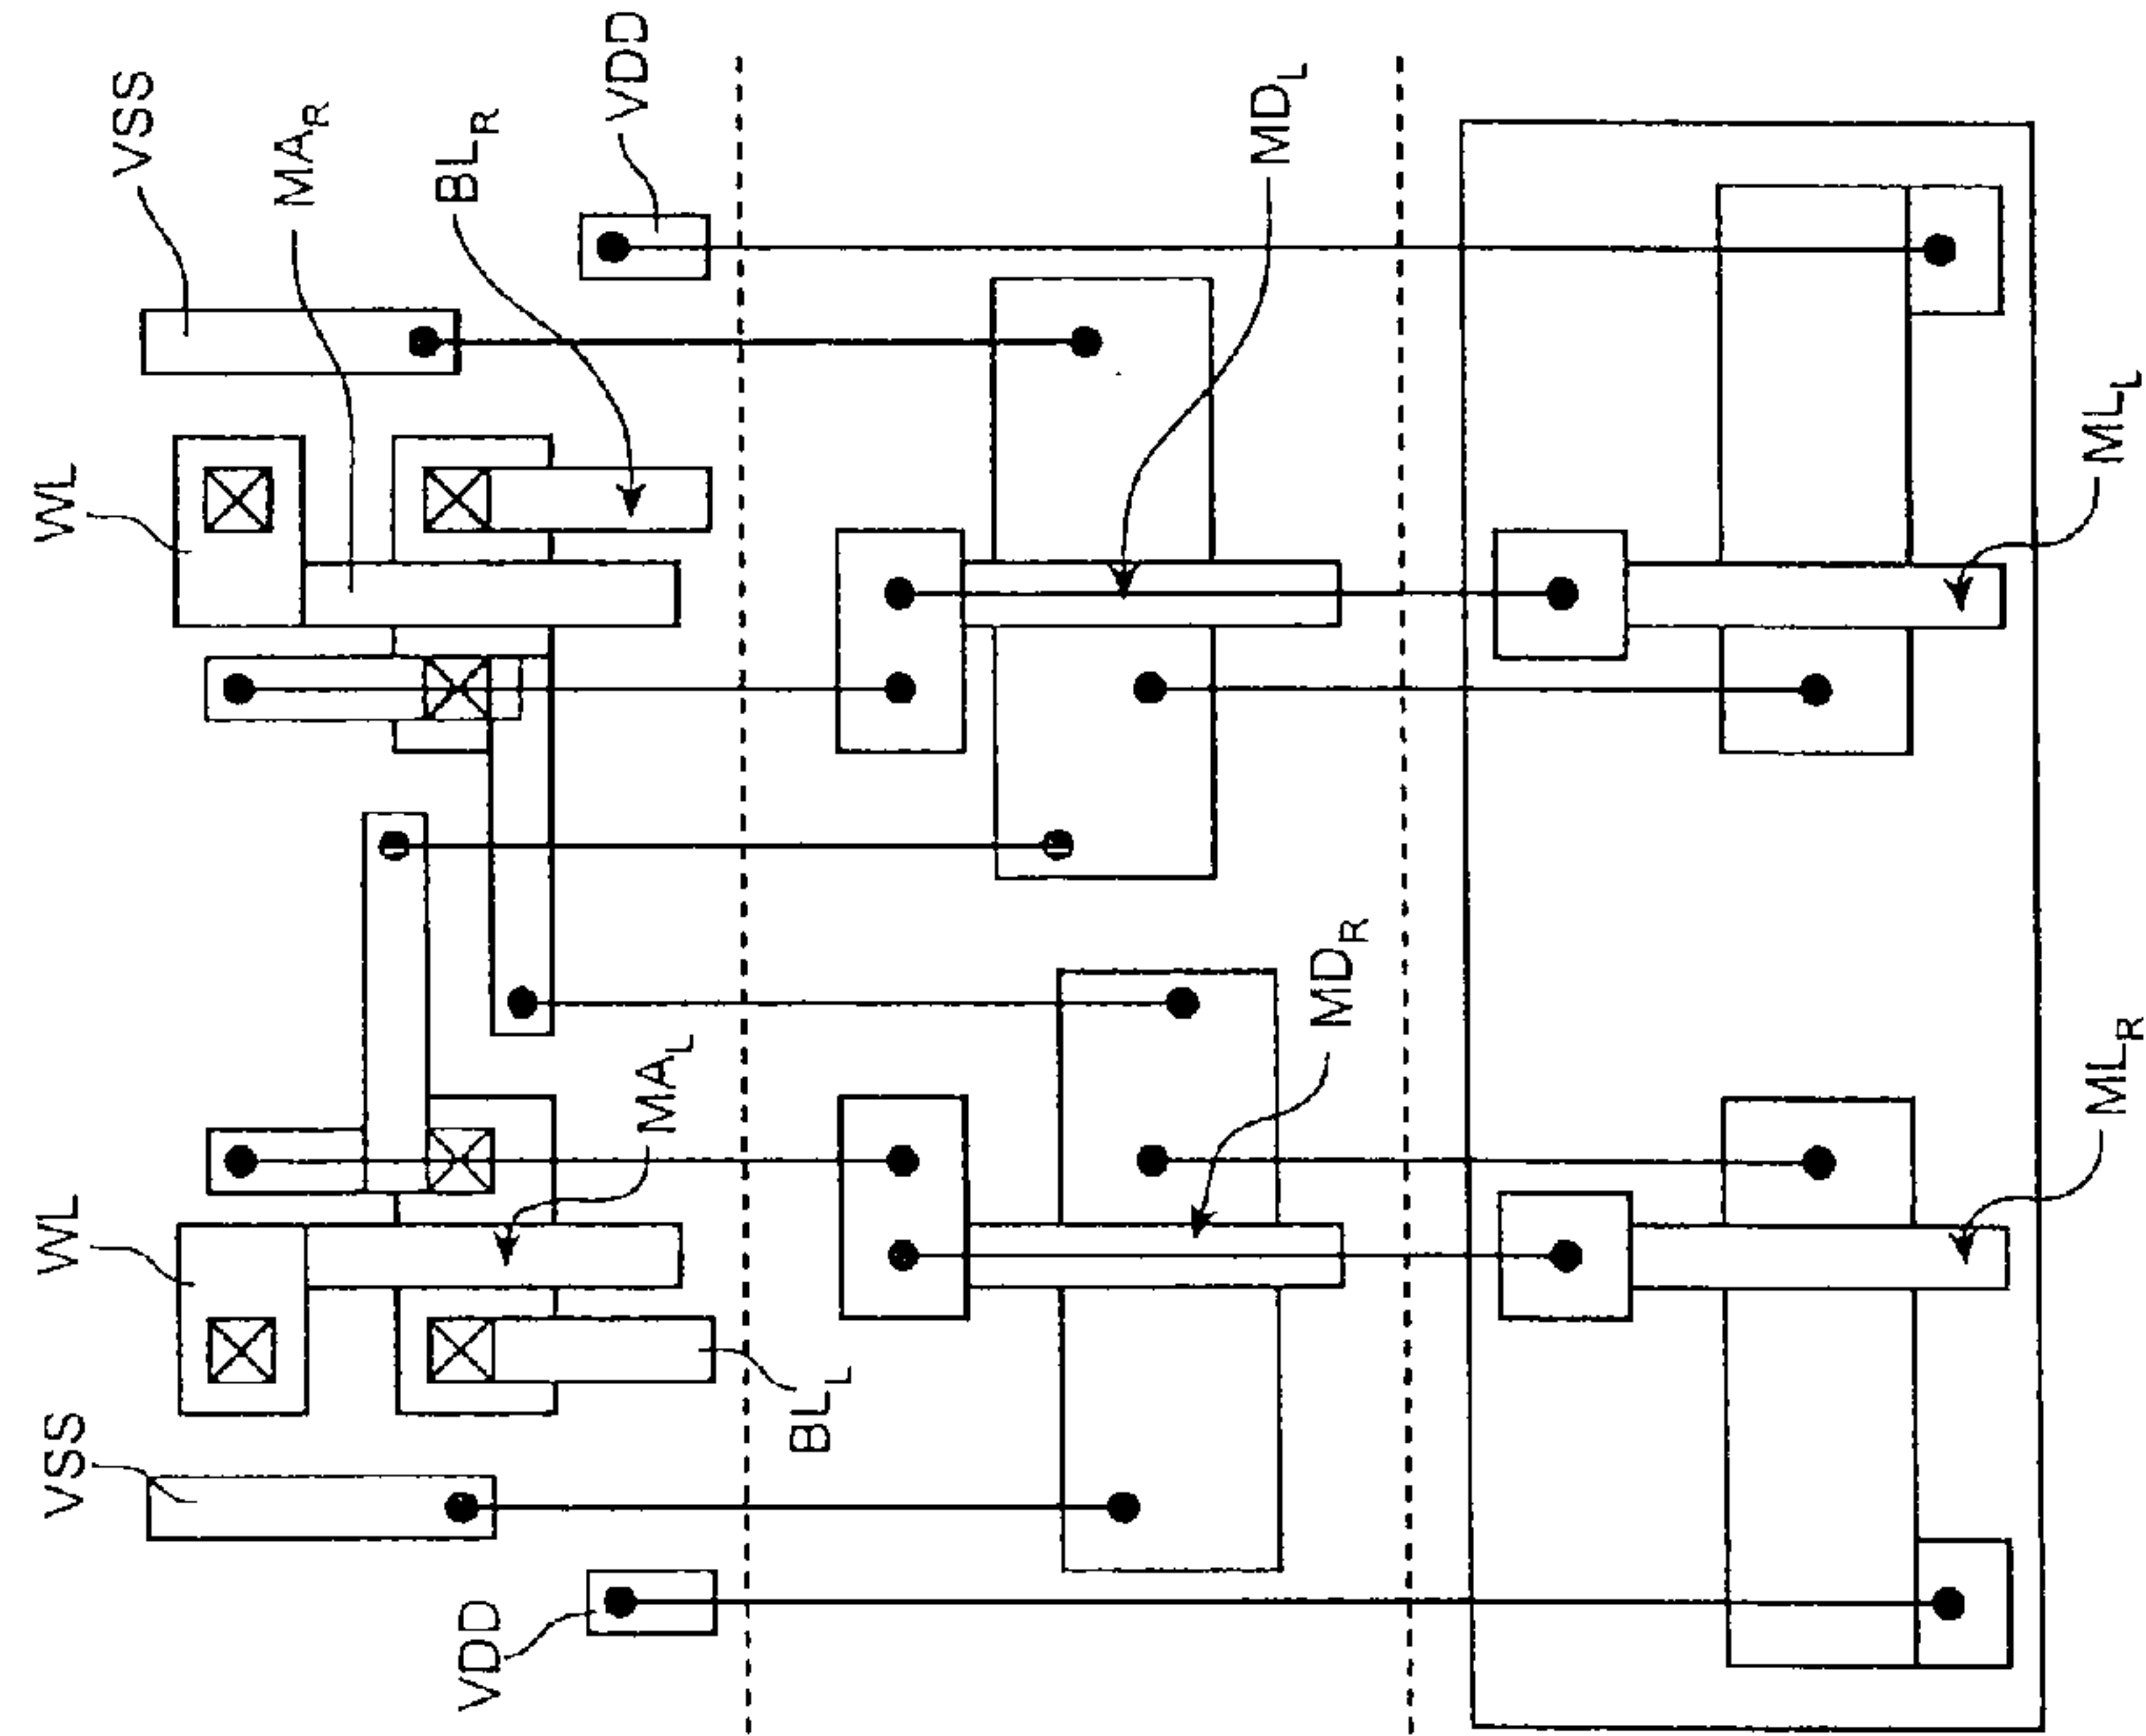 VSS
WL
WL
VSS
MA_R
BL_R
VDD
VDD
MA_L
BL_L
MD_L
MD_R
ML_R
ML_L